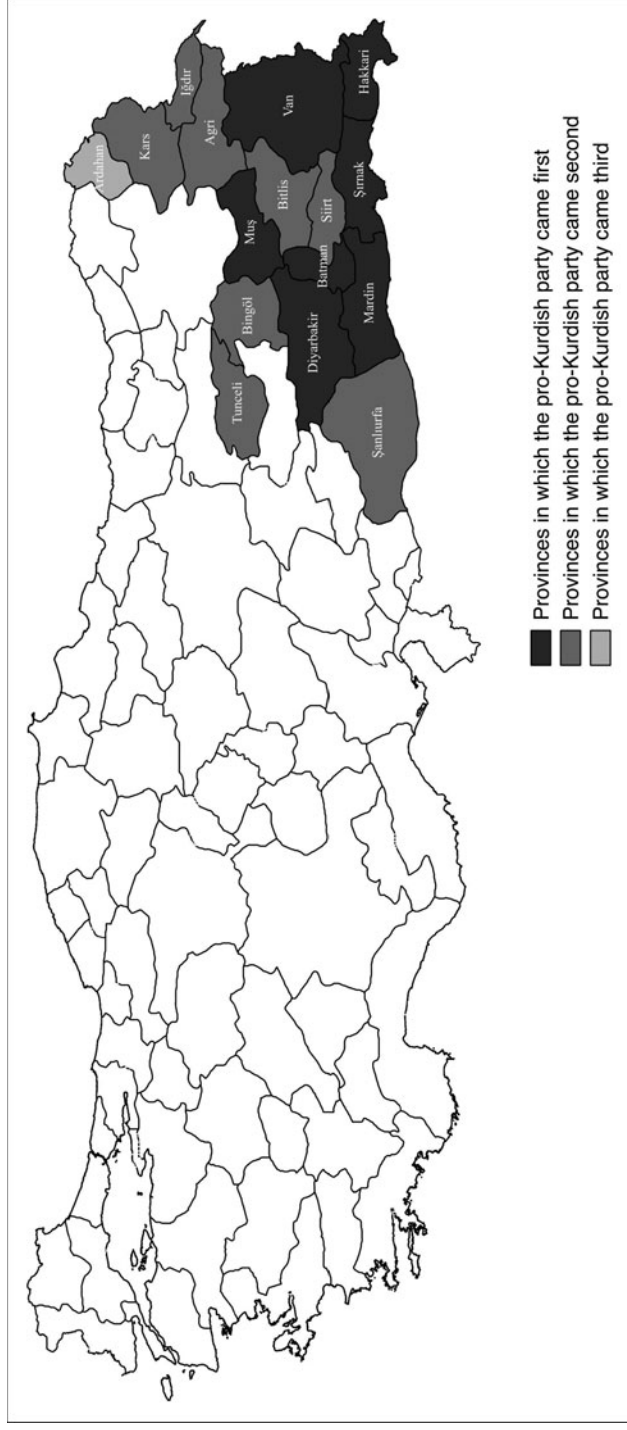 Ardahan
Kars
Iğdır
Agri
Van
Hakkari
Muş
Bitlis
Siirt
Şırnak
Batman
Bingöl
Diyarbakir
Mardin
Tunceli
Şanlıurfa
Provinces in which the pro-Kurdish party came first
Provinces in which the pro-Kurdish party came second
Provinces in which the pro-Kurdish party came third